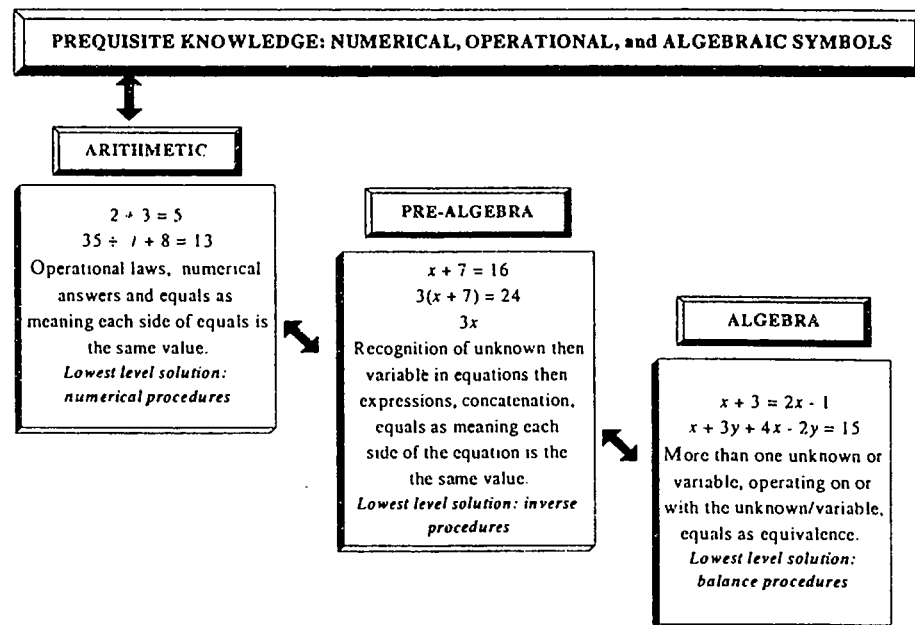 PREQUISITE KNOWLEDGE: NUMERICAL, OPERATIONAL, and ALGEBRAIC SYMBOLS
ARITHMETIC
2 + 3 = 5
35 ÷ 7 + 8 = 13
Operational laws, numerical
answers and equals as
meaning each side of equals is
the same value.
Lowest level solution:
numerical procedures
PRE-ALGEBRA
x + 7 = 16
3(x + 7) = 24
3x
Recognition of unknown then
variable in equations then
expressions, concatenation,
equals as meaning each
side of the equation is the
the same value.
Lowest level solution: inverse
procedures
ALGEBRA
x + 3 = 2x - 1
x + 3y + 4x - 2y = 15
More than one unknown or
variable, operating on or
with the unknown/variable,
equals as equivalence.
Lowest level solution:
balance procedures